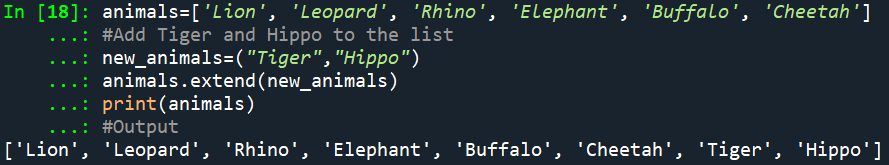 In [18]: animals=['Lion', 'Leopard', 'Rhino', 'Elephant', 'Buffalo', 'Cheetah']
...: #Add Tiger and Hippo to the list
...: new_animals=("Tiger","Hippo")
...: animals.extend(new_animals)
...: print(animals)
...: #Output
['Lion', 'Leopard', 'Rhino', 'Elephant', 'Buffalo', 'Cheetah', 'Tiger', 'Hippo']